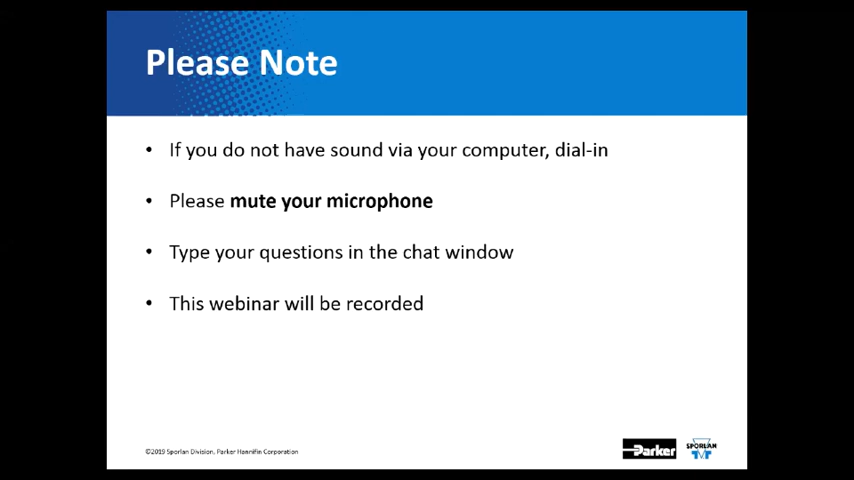 Please Note
• If you do not have sound via your computer, dial-in
• Please mute your microphone
• Type your questions in the chat window
• This webinar will be recorded
©2019 Sporlan Division, Parker Hannifin Corporation
Parker
SPORLAN